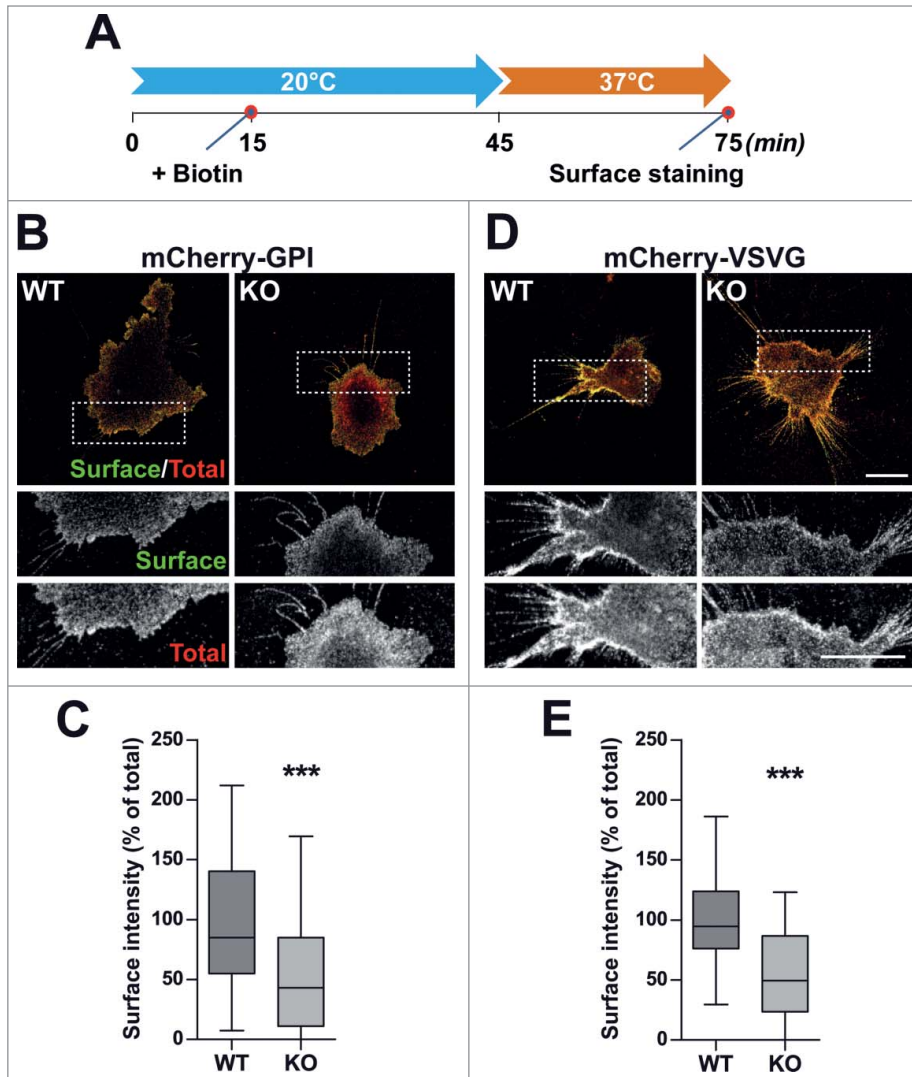 A
20°C 37°C
0 15 45 75 (min)
+ Biotin Surface staining
B
mCherry-GPI
WT KO
Surface/Total
Surface
Total
D
mCherry-VSVG
WT KO
C
Surface intensity (% of total)
250
200
150
100
50
0
***
WT KO
E
Surface intensity (% of total)
250
200
150
100
50
0
***
WT KO